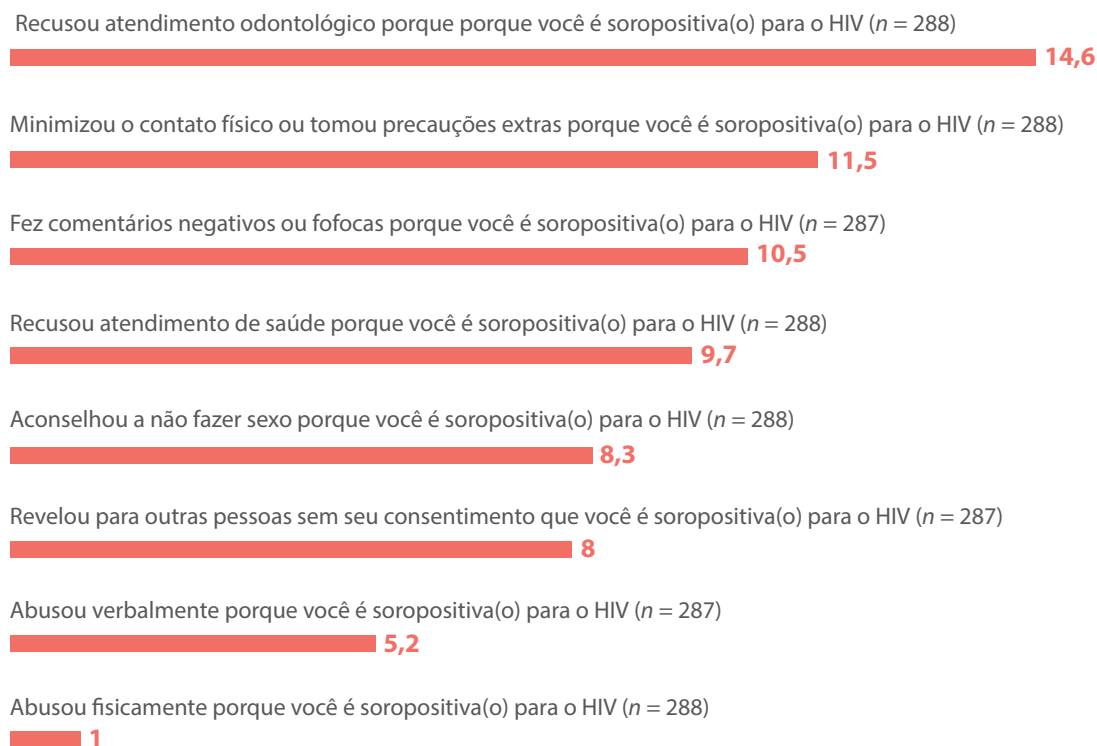 Recusou atendimento odontológico porque porque você é soropositiva(o) para o HIV (n = 288)
14,6
Minimizou o contato físico ou tomou precauções extras porque você é soropositiva(o) para o HIV (n = 288)
11,5
Fez comentários negativos ou fofocas porque você é soropositiva(o) para o HIV (n = 287)
10,5
Recusou atendimento de saúde porque você é soropositiva(o) para o HIV (n = 288)
9,7
Aconselhou a não fazer sexo porque você é soropositiva(o) para o HIV (n = 288)
8,3
Revelou para outras pessoas sem seu consentimento que você é soropositiva(o) para o HIV (n = 287)
8
Abusou verbalmente porque você é soropositiva(o) para o HIV (n = 287)
5,2
Abusou fisicamente porque você é soropositiva(o) para o HIV (n = 288)
1